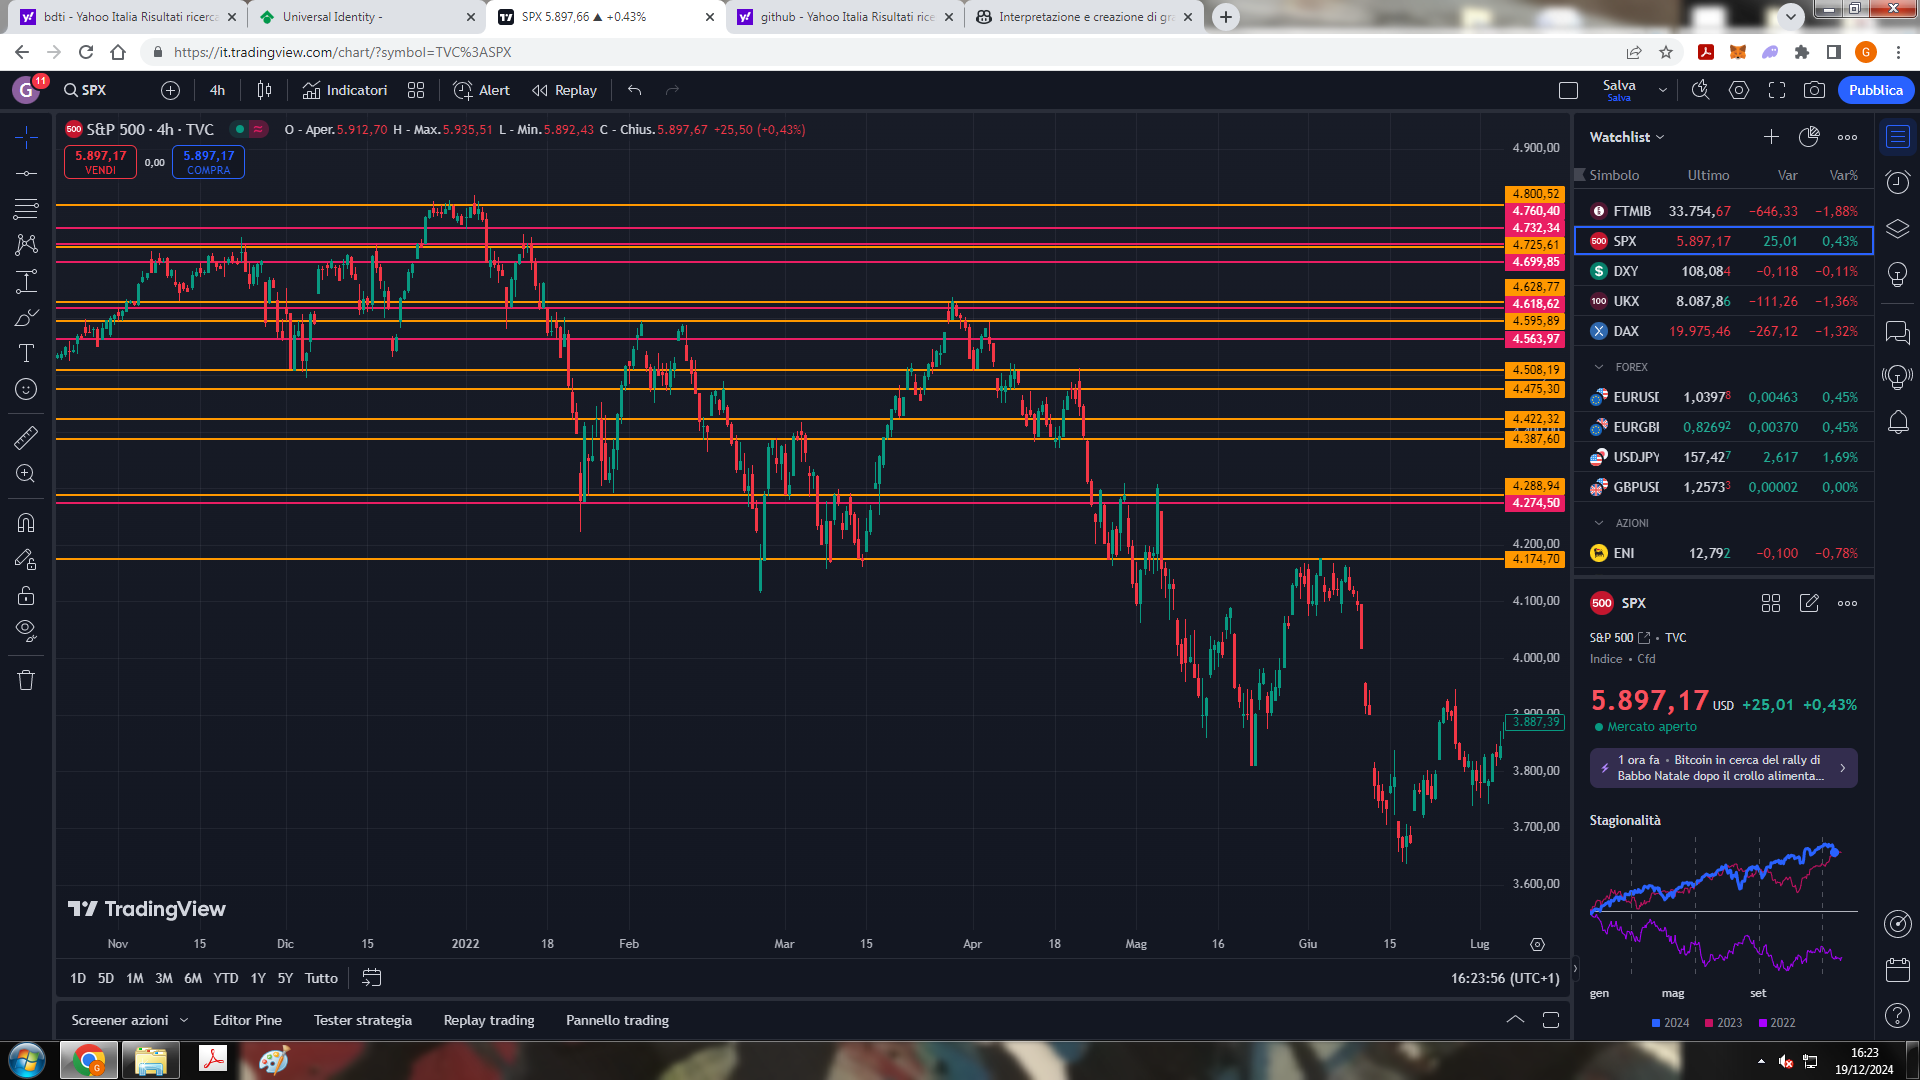 bdti - Yahoo Italia Risultati ricerca
Universal Identity -
SPX 5.897,66 ▲ +0.43%
github - Yahoo Italia Risultati rice
Interpretazione e creazione di gra
https://it.tradingview.com/chart/?symbol=TVC%3ASPX
G
G 11
SPX
4h
Indicatori
Alert
Replay
Salva
Salva
Pubblica
500 S&P 500 · 4h · TVC
O - Aper. 5.912,70 H - Max. 5.935,51 L - Min. 5.892,43 C - Chius. 5.897,67 +25,50 (+0,43%)
5.897,17
VENDI
0,00
5.897,17
COMPRA
4.900,00
4.800,52
4.760,40
4.732,34
4.725,61
4.699,85
4.628,77
4.618,62
4.595,89
4.563,97
4.508,19
4.475,30
4.422,32
4.387,60
4.288,94
4.274,50
4.200,00
4.174,70
4.100,00
4.000,00
3.900,00
3.887,39
3.800,00
3.700,00
3.600,00
TradingView
Nov 15 Dic 15 2022 18 Feb Mar 15 Apr 18 Mag 16 Giu 15 Lug
1D 5D 1M 3M 6M YTD 1Y 5Y Tutto
16:23:56 (UTC+1)
Screener azioni
Editor Pine
Tester strategia
Replay trading
Pannello trading
Watchlist
Simbolo Ultimo Var Var%
FTMIB 33.754,67 −646,33 −1,88%
500 SPX 5.897,17 25,01 0,43%
$ DXY 108,084 −0,118 −0,11%
100 UKX 8.087,86 −111,26 −1,36%
X DAX 19.975,46 −267,12 −1,32%
FOREX
EURUSI 1,03978 0,00463 0,45%
EURGBI 0,82692 0,00370 0,45%
USDJPY 157,427 2,617 1,69%
GBPUSI 1,25733 0,00002 0,00%
AZIONI
ENI 12,792 −0,100 −0,78%
500 SPX
S&P 500 • TVC
Indice • Cfd
5.897,17 USD +25,01 +0,43%
Mercato aperto
1 ora fa • Bitcoin in cerca del rally di
Babbo Natale dopo il crollo alimenta...
Stagionalità
gen mag set
2024 2023 2022
16:23
19/12/2024